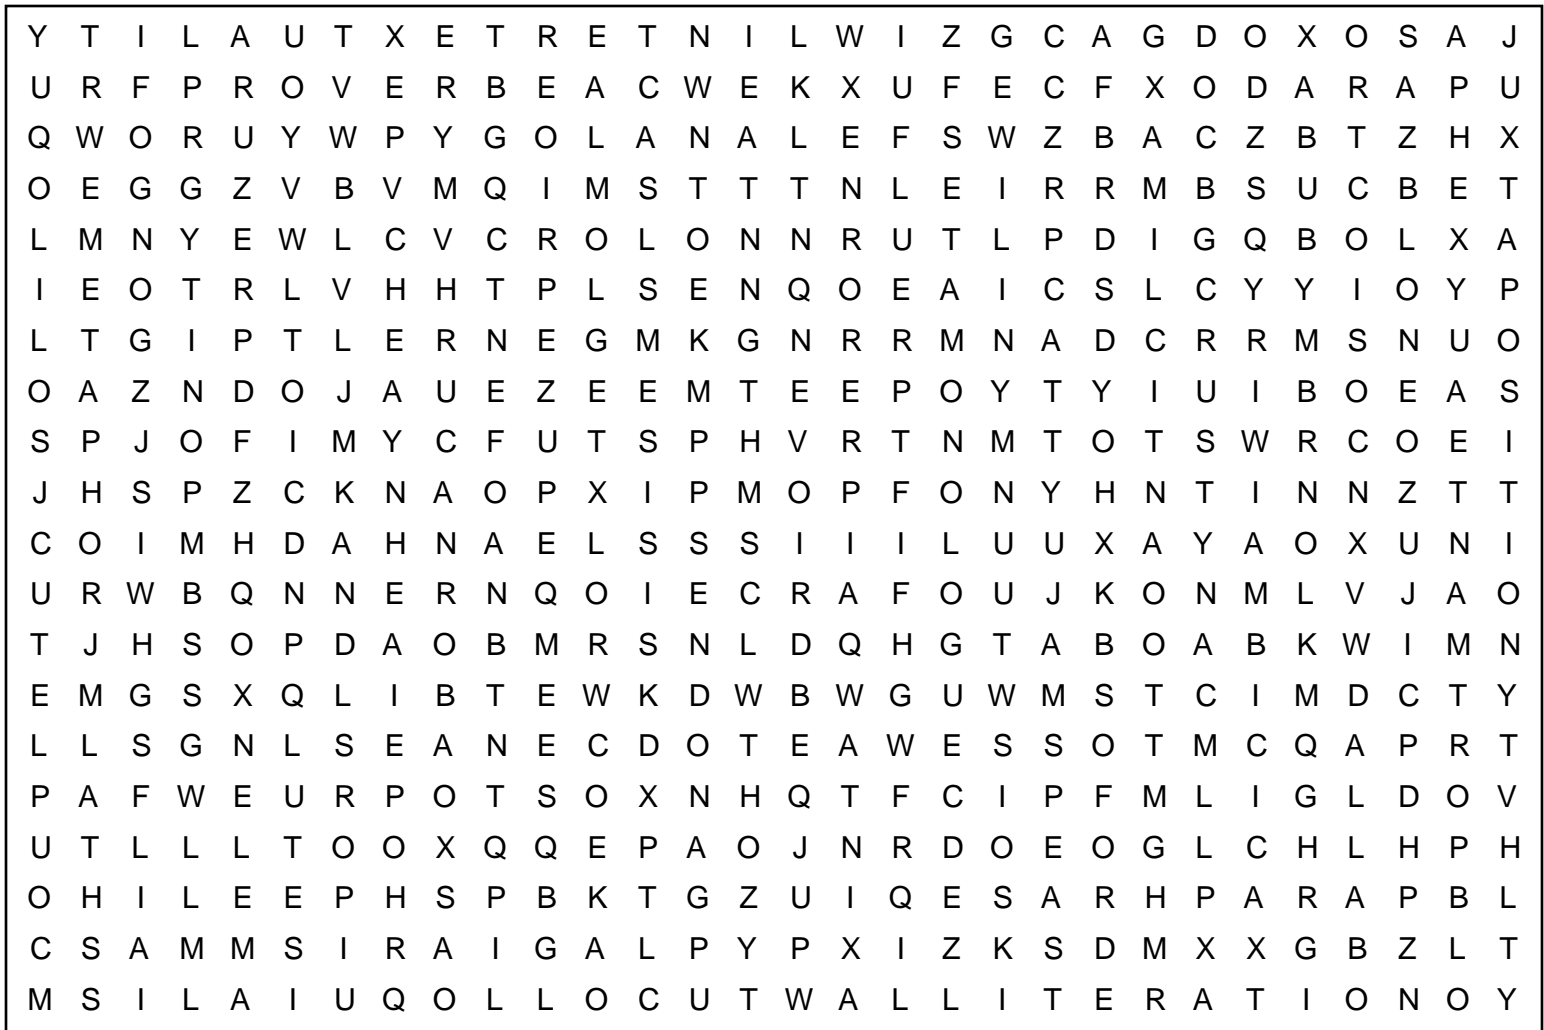 Y T I L A U T X E T R E T N I L W I Z G C A G D O X O S A J
U R F P R O V E R B E A C W E K X U F E C F X O D A R A P U
Q W O R U Y W P Y G O L A N A L E F S W Z B A C Z B T Z H X
O E G G Z V B V M Q I M S T T T N L E I R R M B S U C B E T
L M N Y E W L C V C R O L O N N R U T L P D I G Q B O L X A
I E O T R L V H H T P L S E N Q O E A I C S L C Y Y I O Y P
L T G I P T L E R N E G M K G N R R M N A D C R R M S N U O
O A Z N D O J A U E Z E E M T E E P O Y T Y I U I B O E A S
S P J O F I M Y C F U T S P H V R T N M T O T S W R C O E I
J H S P Z C K N A O P X I P M O P F O N Y H N T I N N Z T T
C O I M H D A H N A E L S S S I I I L U U X A Y A O X U N I
U R W B Q N N E R N Q O I E C R A F O U J K O N M L V J A O
T J H S O P D A O B M R S N L D Q H G T A B O A B K W I M N
E M G S X Q L I B T E W K D W B W G U W M S T C I M D C T Y
L L S G N L S E A N E C D O T E A W E S S O T M C Q A P R T
P A F W E U R P O T S O X N H Q T F C I P F M L I G L D O V
U T L L L T O O X Q Q E P A O J N R D O E O G L C H L H P H
O H I L E E P H S P B K T G Z U I Q E S A R H P A R A P B L
C S A M M S I R A I G A L P Y P X I Z K S D M X X G B Z L T
M S I L A I U Q O L L O C U T W A L L I T E R A T I O N O Y